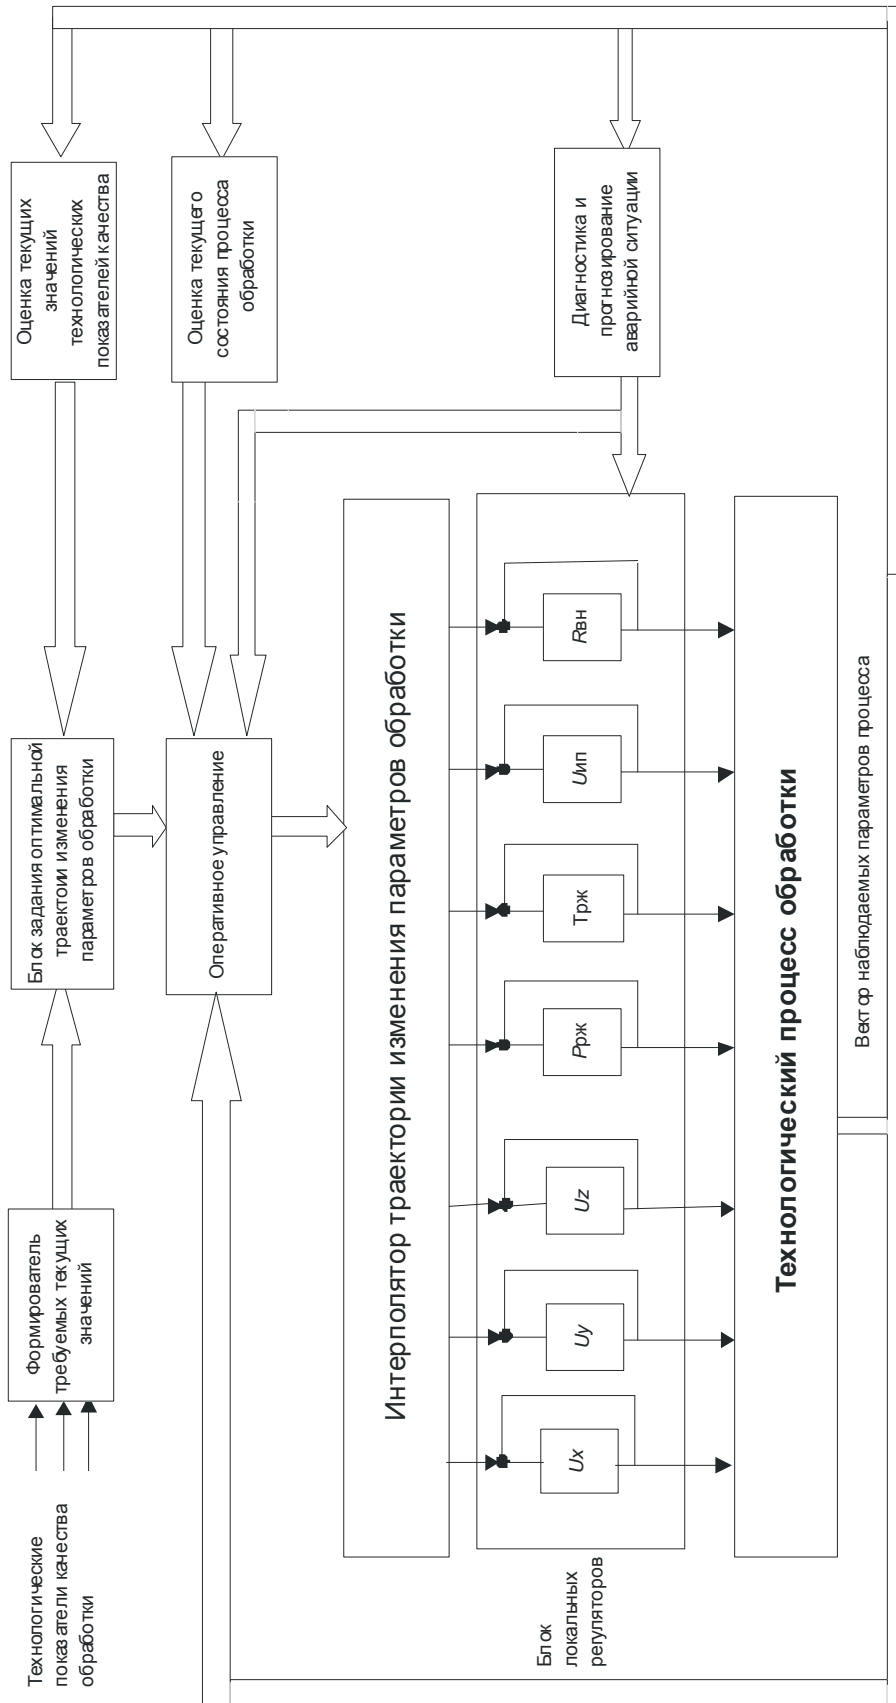 Технологические
показатели качества
обработки
Формирователь
требуемых текущих
значений
Блок задания оптимальной
траектоии изменения
параметров обработки
Оценка текущих
значений
технологических
показателей качества
Оперативное управление
Оценка текущего
состояния процесса
обработки
Интерполятор траектории изменения параметров обработки
Диагностика и
прогнозирование
аварийной ситуации
Блок
локальных
регуляторов
Ux
Uy
Uz
Pрж
Трж
Uип
Rвн
Технологический процесс обработки
Вектор наблюдаемых параметров процесса